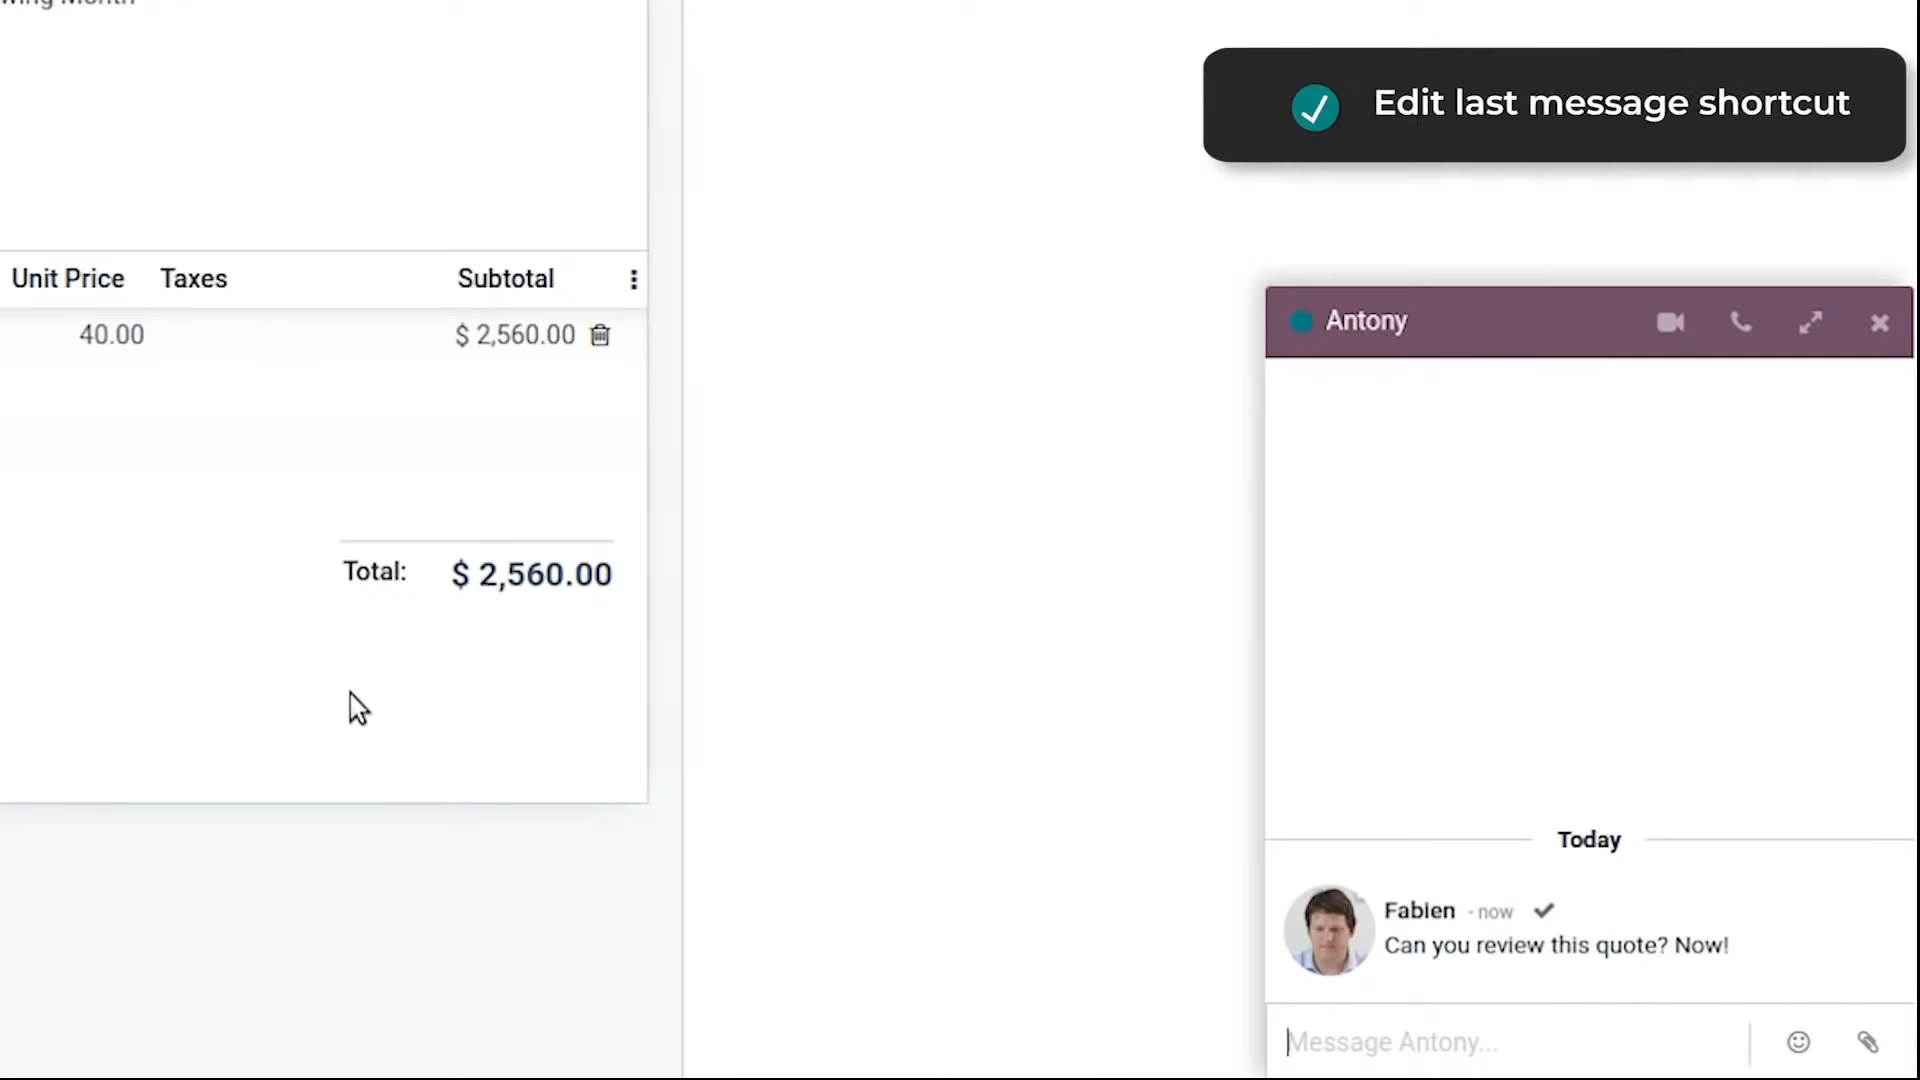 Month
Edit last message shortcut
Unit Price Taxes Subtotal
40.00 $ 2,560.00
Total: $ 2,560.00
Antony
Today
Fabien - now
Can you review this quote? Now!
Message Antony...